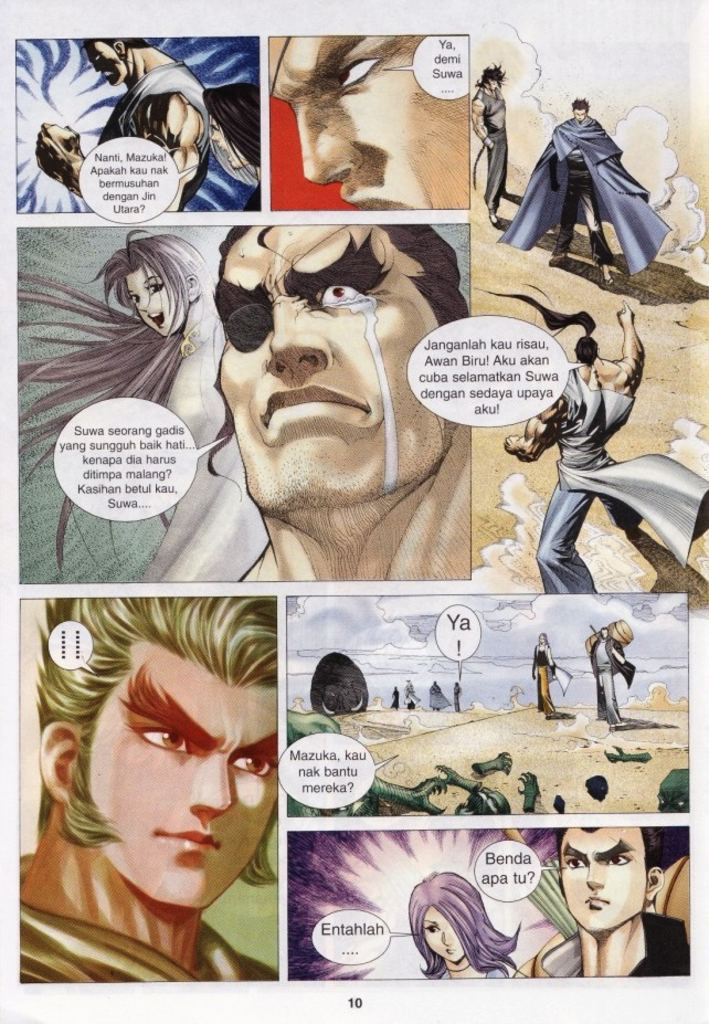 Nanti, Mazuka!
Apakah kau nak
bermusuhan
dengan Jin
Utara?
Ya,
demi
Suwa
....
Suwa seorang gadis
yang sungguh baik hati...
kenapa dia harus
ditimpa malang?
Kasihan betul kau,
Suwa....
Janganlah kau risau,
Awan Biru! Aku akan
cuba selamatkan Suwa
dengan sedaya upaya
aku!
!!!
Ya
!
Mazuka, kau
nak bantu
mereka?
Entahlah
....
Benda
apa tu?
10